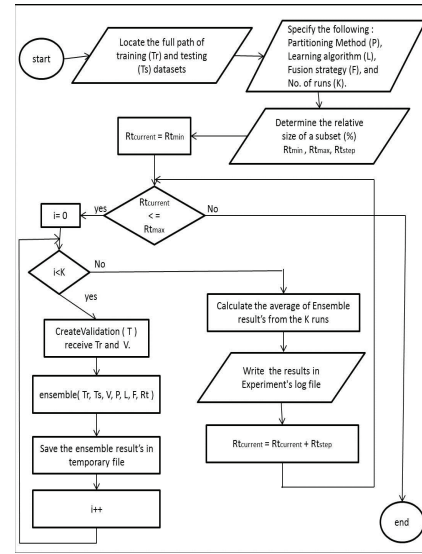 start
Locate the full path of
training (Tr) and testing
(Ts) datasets
Specify the following :
Partitioning Method (P),
Learning algorithm (L),
Fusion strategy (F), and
No. of runs (K).
Determine the relative
size of a subset (%)
Rtmin , Rtmax, Rtstep
Rtcurrent = Rtmin
Rtcurrent
<=
Rtmax
yes
No
i= 0
i<K
No
yes
CreateValidation ( T )
receive Tr and V.
ensemble( Tr, Ts, V, P, L, F, Rt )
Save the ensemble result's in
temporary file
i++
Calculate the average of Ensemble
result's from the K runs
Write the results in
Experiment's log file
Rtcurrent = Rtcurrent + Rtstep
end